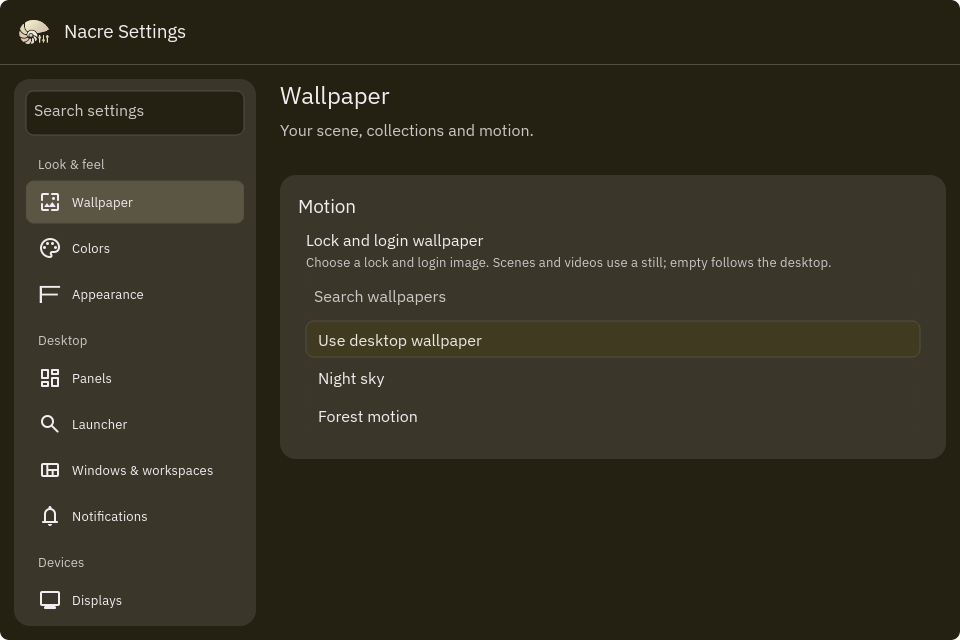 Nacre Settings
Search settings
Look & feel
Wallpaper
Colors
Appearance
Desktop
Panels
Launcher
Windows & workspaces
Notifications
Devices
Displays
Wallpaper
Your scene, collections and motion.
Motion
Lock and login wallpaper
Choose a lock and login image. Scenes and videos use a still; empty follows the desktop.
Search wallpapers
Use desktop wallpaper
Night sky
Forest motion